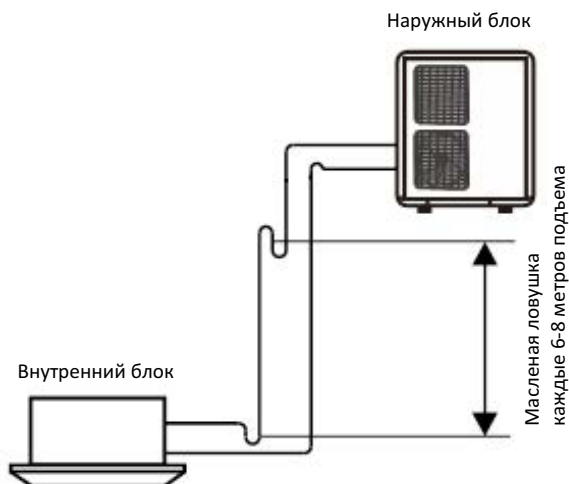 Наружный блок
Масленая ловушка
каждые 6-8 метров подъема
Внутренний блок